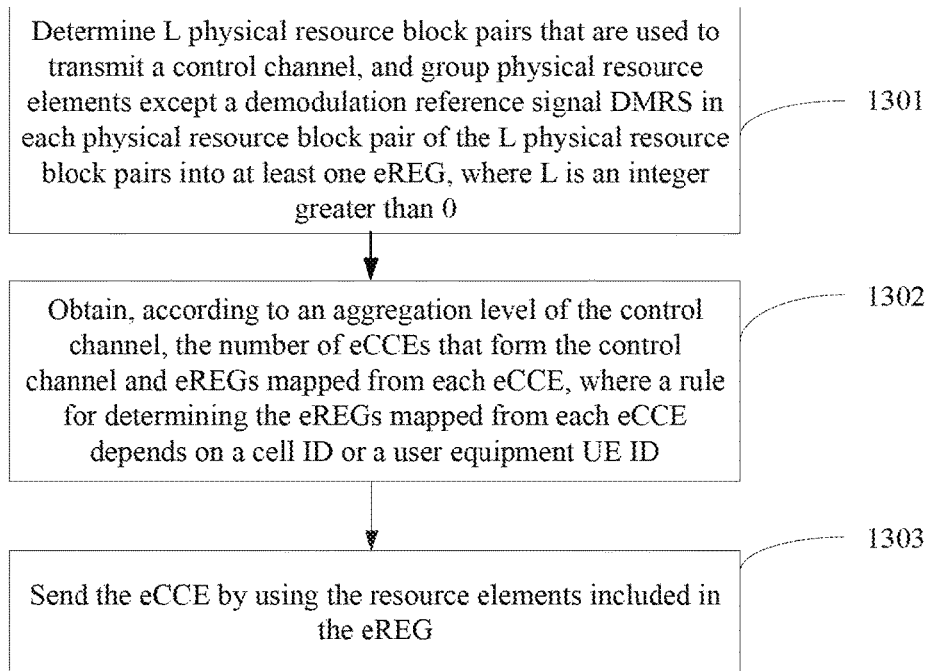 Determine L physical resource block pairs that are used to
transmit a control channel, and group physical resource
elements except a demodulation reference signal DMRS in
each physical resource block pair of the L physical resource
block pairs into at least one eREG, where L is an integer
greater than 0
1301
Obtain, according to an aggregation level of the control
channel, the number of eCCEs that form the control
channel and eREGs mapped from each eCCE, where a rule
for determining the eREGs mapped from each eCCE
depends on a cell ID or a user equipment UE ID
1302
Send the eCCE by using the resource elements included in
the eREG
1303